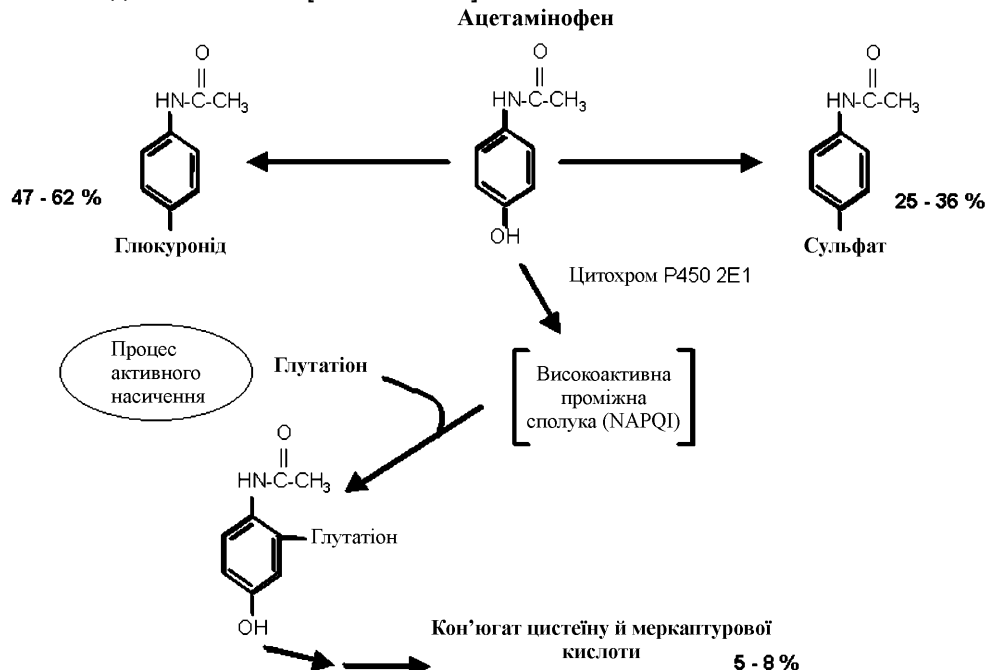 Ацетамінофен
O
HN-C-CH3
O
HN-C-CH3
O
HN-C-CH3
47 - 62 %
25 - 36 %
Глюкуронід
OH
Сульфат
Цитохром P450 2E1
Процес
активного
насичення
Глутатіон
Високоактивна
проміжна
сполука (NAPQI)
O
HN-C-CH3
Глутатіон
OH
Кон’югат цистеїну й меркаптурової
кислоти
5 - 8 %